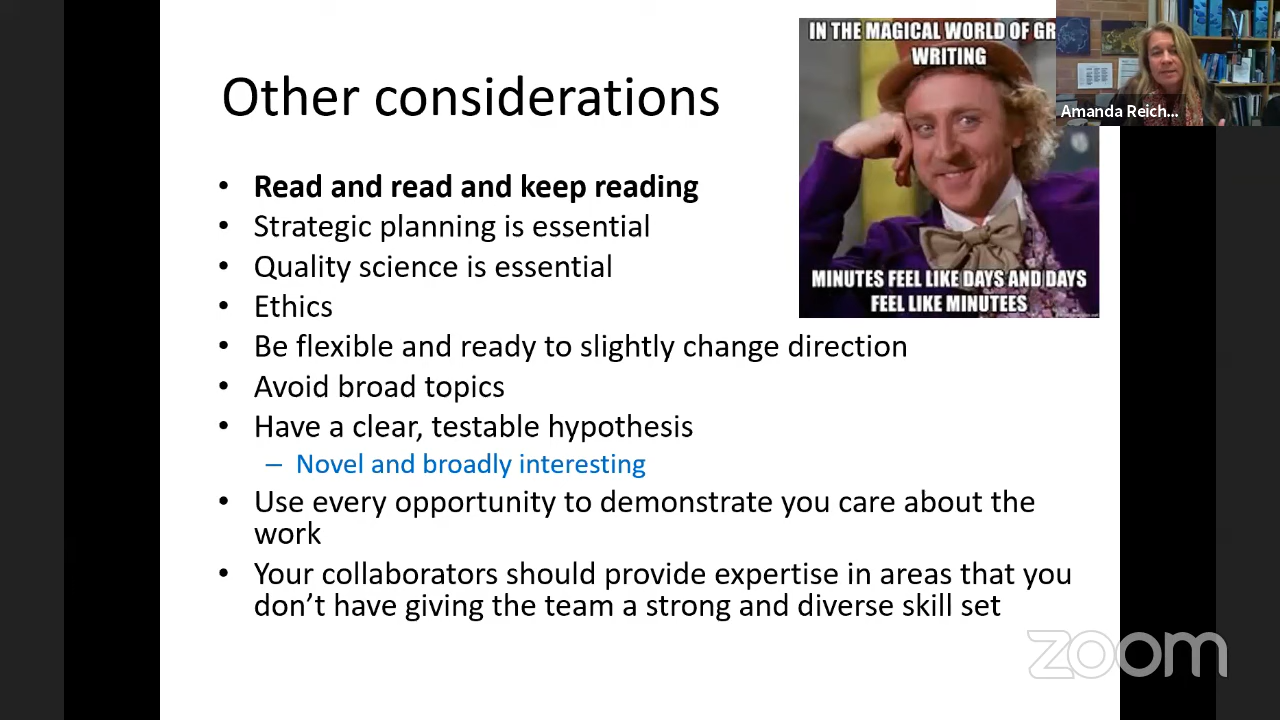 Other considerations
IN THE MAGICAL WORLD OF GR
WRITING
MINUTES FEEL LIKE DAYS AND DAYS
FEEL LIKE MINUTEES
Amanda Reich...
• Read and read and keep reading
• Strategic planning is essential
• Quality science is essential
• Ethics
• Be flexible and ready to slightly change direction
• Avoid broad topics
• Have a clear, testable hypothesis
– Novel and broadly interesting
• Use every opportunity to demonstrate you care about the
work
• Your collaborators should provide expertise in areas that you
don’t have giving the team a strong and diverse skill set
zoom